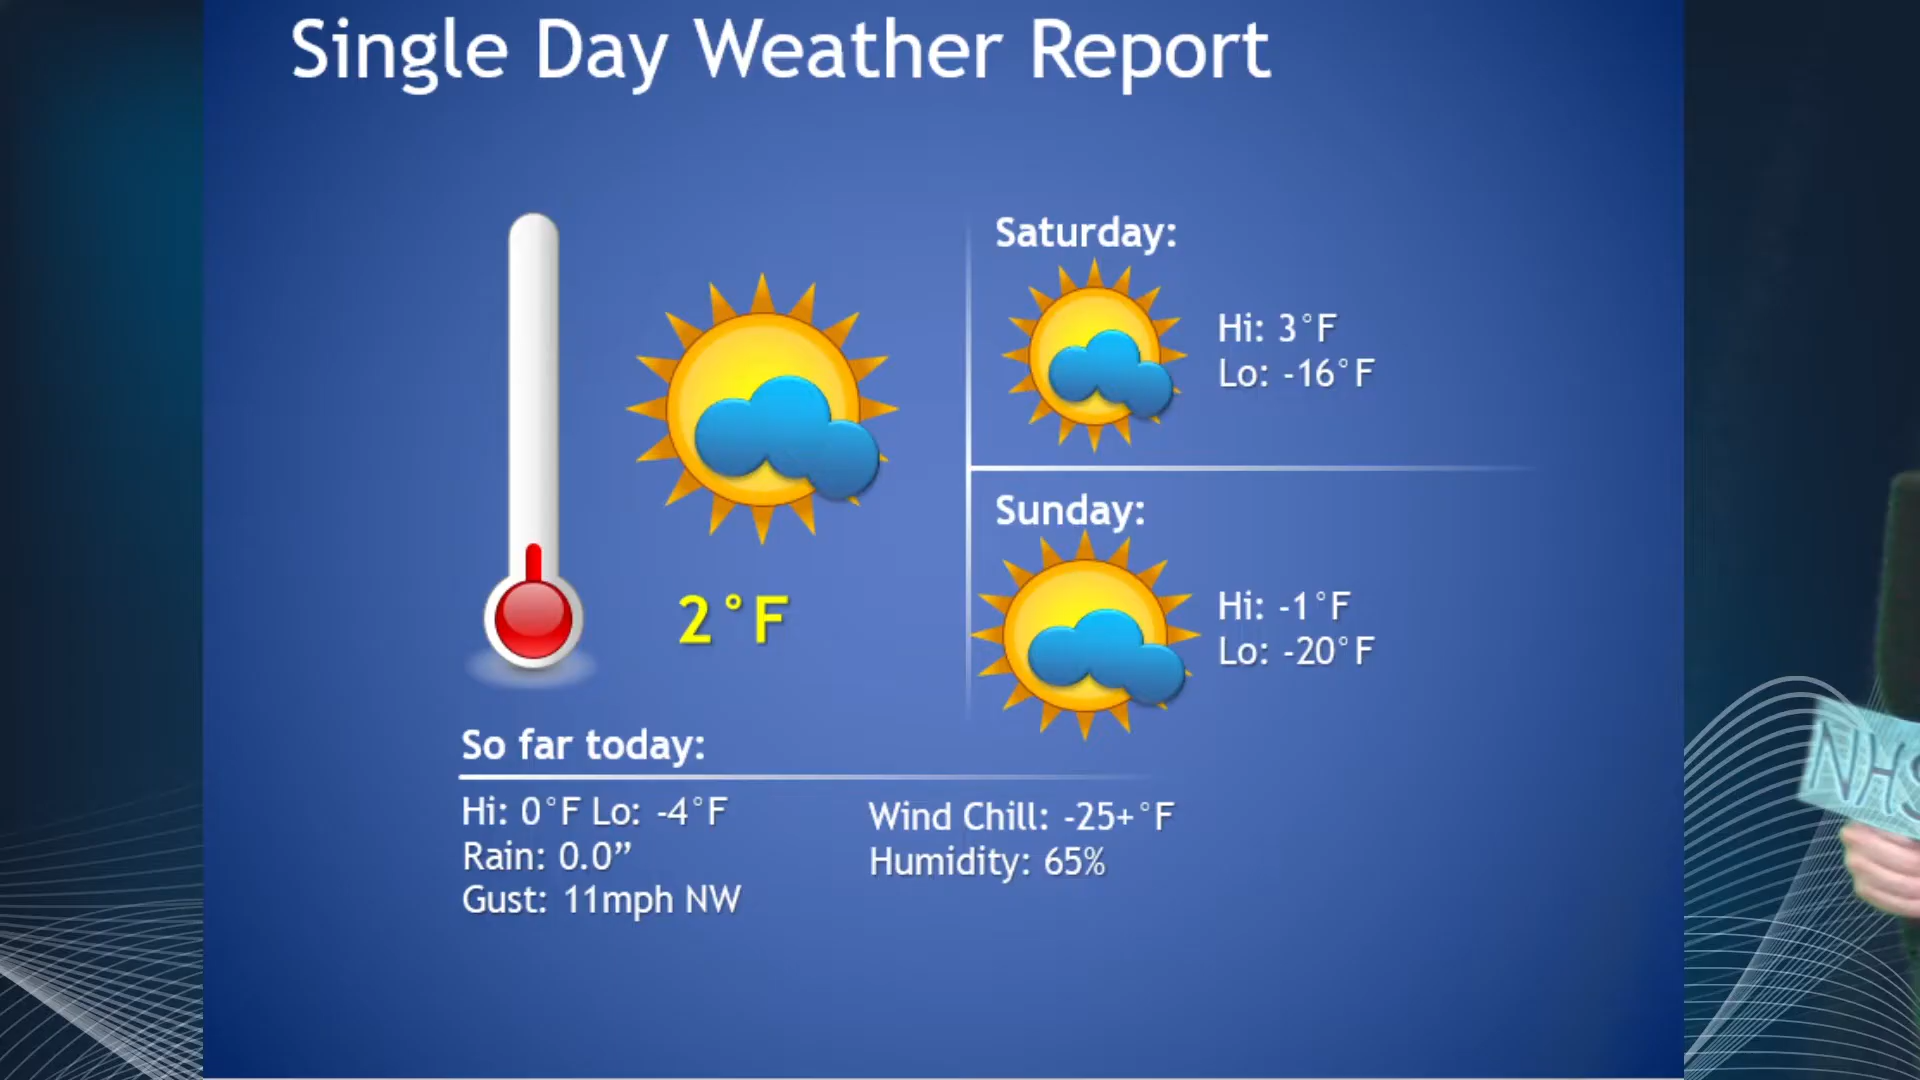 Single Day Weather Report
2°F
Saturday:
Hi: 3°F
Lo: -16°F
Sunday:
Hi: -1°F
Lo: -20°F
So far today:
Hi: 0°F Lo: -4°F
Rain: 0.0”
Gust: 11mph NW
Wind Chill: -25+°F
Humidity: 65%
NHS